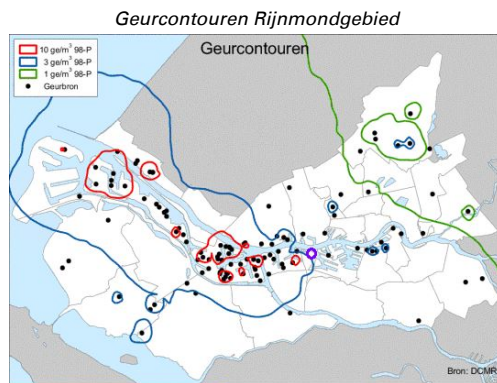 Geurcontouren Rijnmondgebied
Geurcontouren
10 ge/m³ 98-P
3 ge/m³ 98-P
1 ge/m³ 98-P
Geurbron
Bron: DCMR